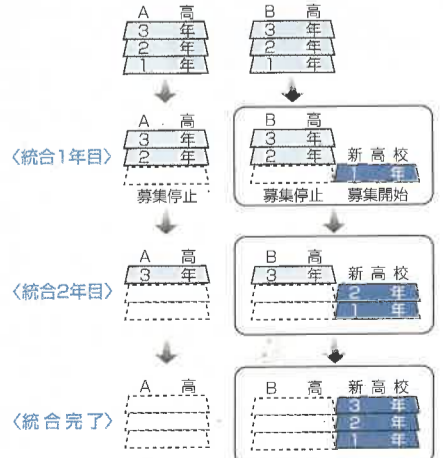 A 高
3 年
2 年
1 年
B 高
3 年
2 年
1 年
〈統合1年目〉
A 高
3 年
2 年
募集停止
B 高
3 年
2 年
募集停止
新高校
1 年
募集開始
〈統合2年目〉
A 高
3 年
B 高
3 年
新高校
2 年
1 年
〈統合完了〉
A 高
B 高
新高校
3 年
2 年
1 年